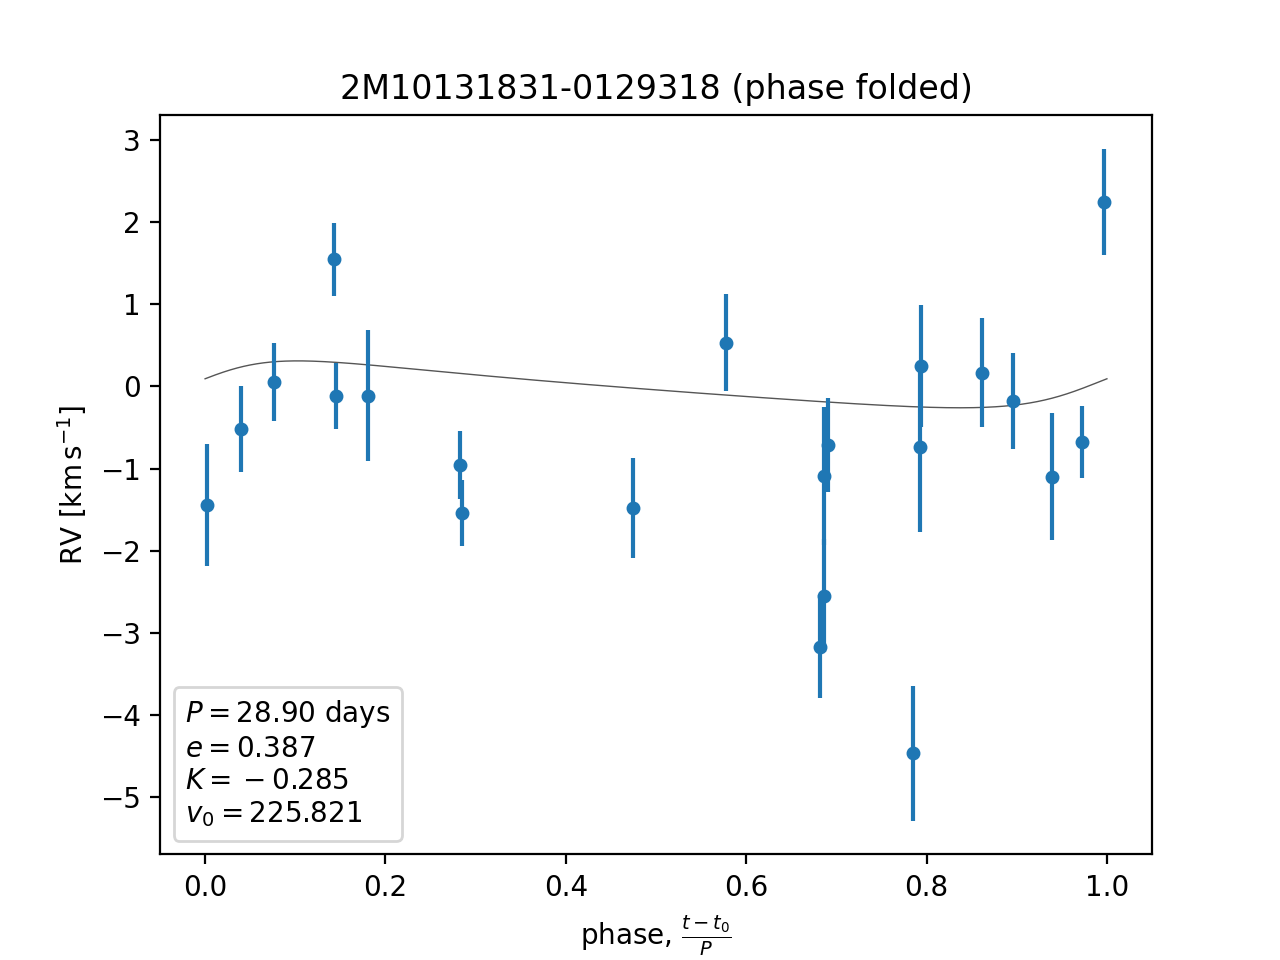 2M10131831-0129318 (phase folded)
3
2
1
0
−1
−2
−3
−4
−5
RV [km s⁻¹]
P = 28.90 days
e = 0.387
K = −0.285
v₀ = 225.821
0.0 0.2 0.4 0.6 0.8 1.0
phase, (t − t₀)/P